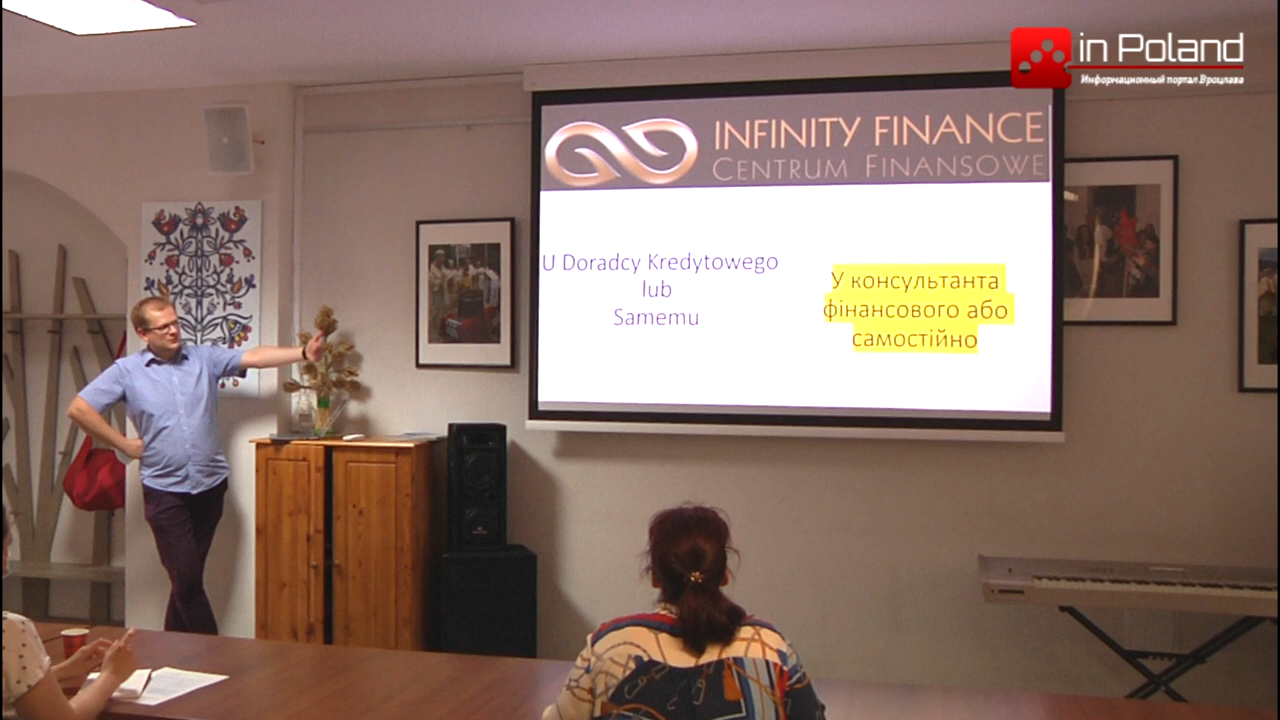 in Poland
Информационный портал Вроцлава
INFINITY FINANCE
CENTRUM FINANSOWE
U Doradcy Kredytowego
lub
Samemu
У консультанта
фінансового або
самостійно